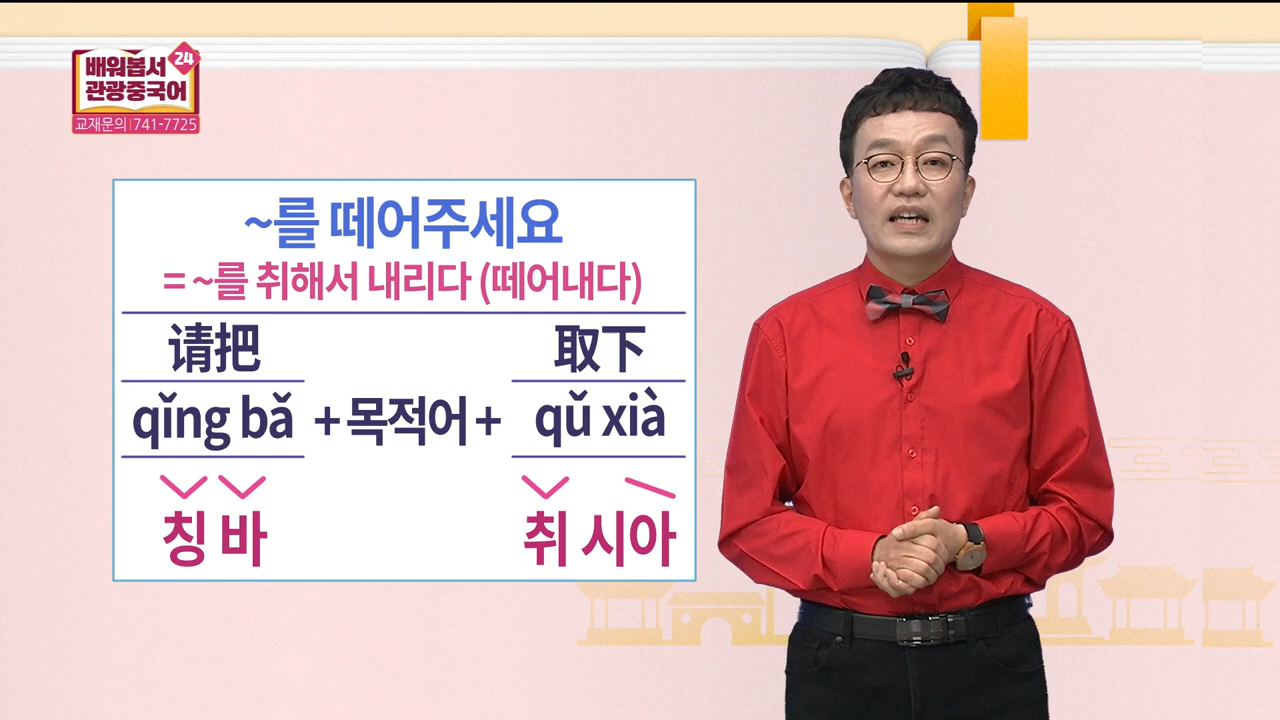 배워봅서 24
관광중국어
교재문의 | 741-7725
~를 떼어주세요
= ~를 취해서 내리다 (떼어내다)
请把 取下
qǐng bǎ + 목적어 + qǔ xià
칭 바 취 시아